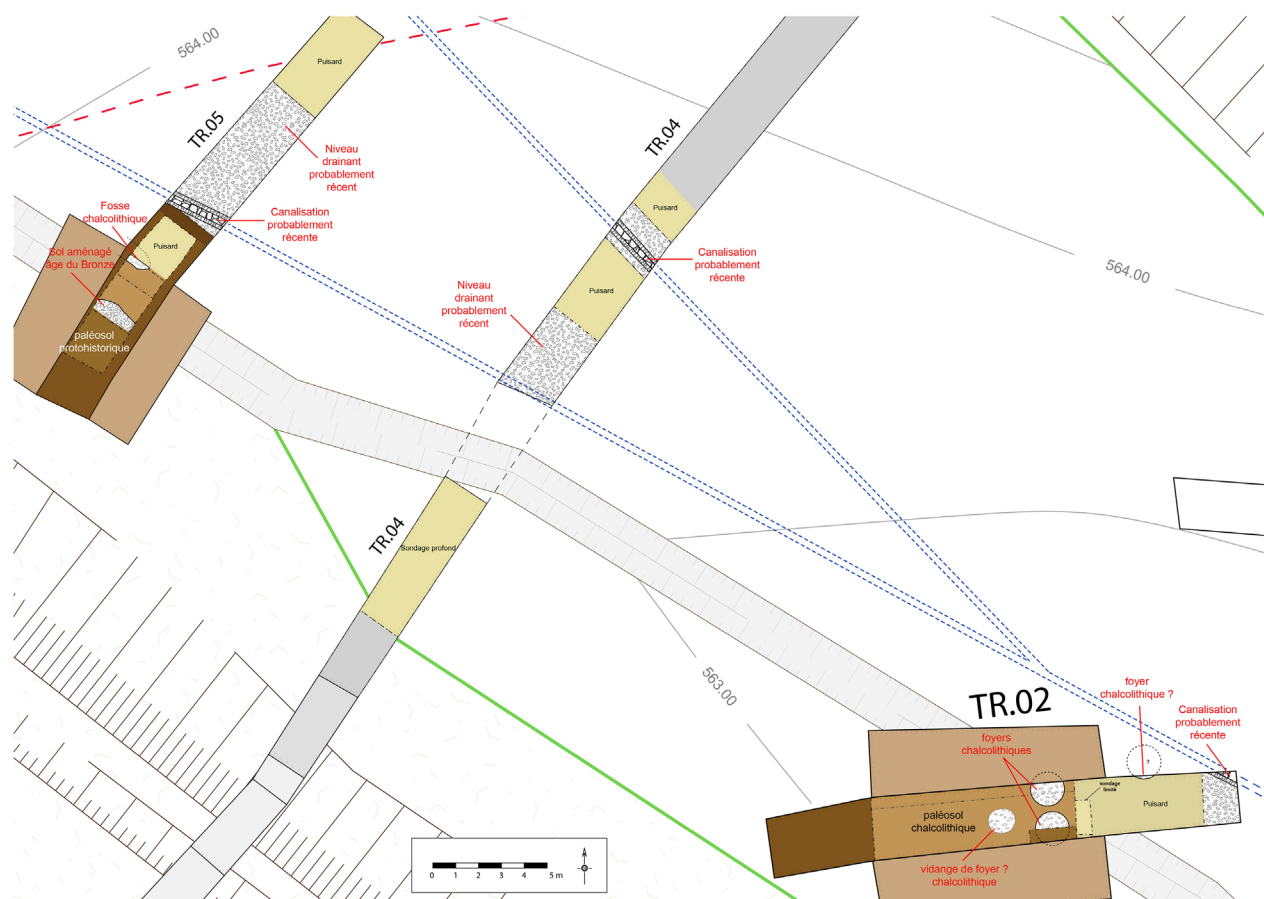 564.00
Puisard
TR.05
Niveau
drainant
probablement
récent
Fosse
chalcolithique
Canalisation
probablement
récente
Puisard
Sol aménagé
âge du Bronze
paléosol
protohistorique
TR.04
Puisard
Canalisation
probablement
récente
Puisard
Niveau
drainant
probablement
récent
564.00
TR.04
Sondage profond
563.00
TR.02
foyer
chalcolithique ?
Canalisation
probablement
récente
foyers
chalcolithiques
?
sondage
limité
Puisard
paléosol
chalcolithique
vidange de foyer ?
chalcolithique
0 1 2 3 4 5 m